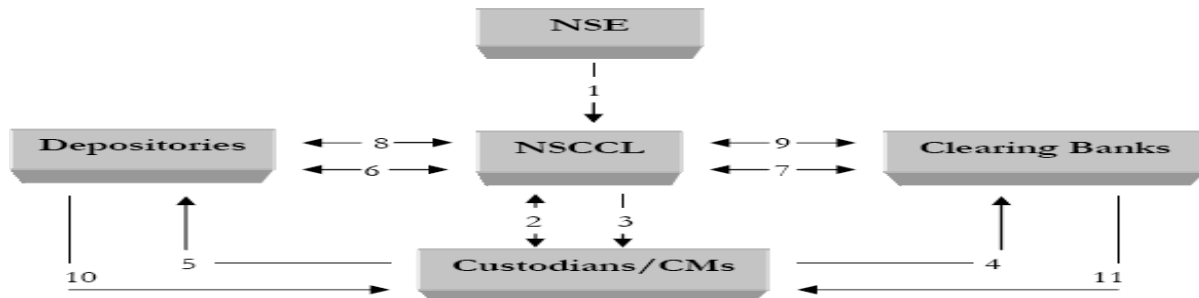 NSE
1
Depositories
8
NSCCL
9
Clearing Banks
6
7
2
3
10
5
Custodians/CMs
4
11